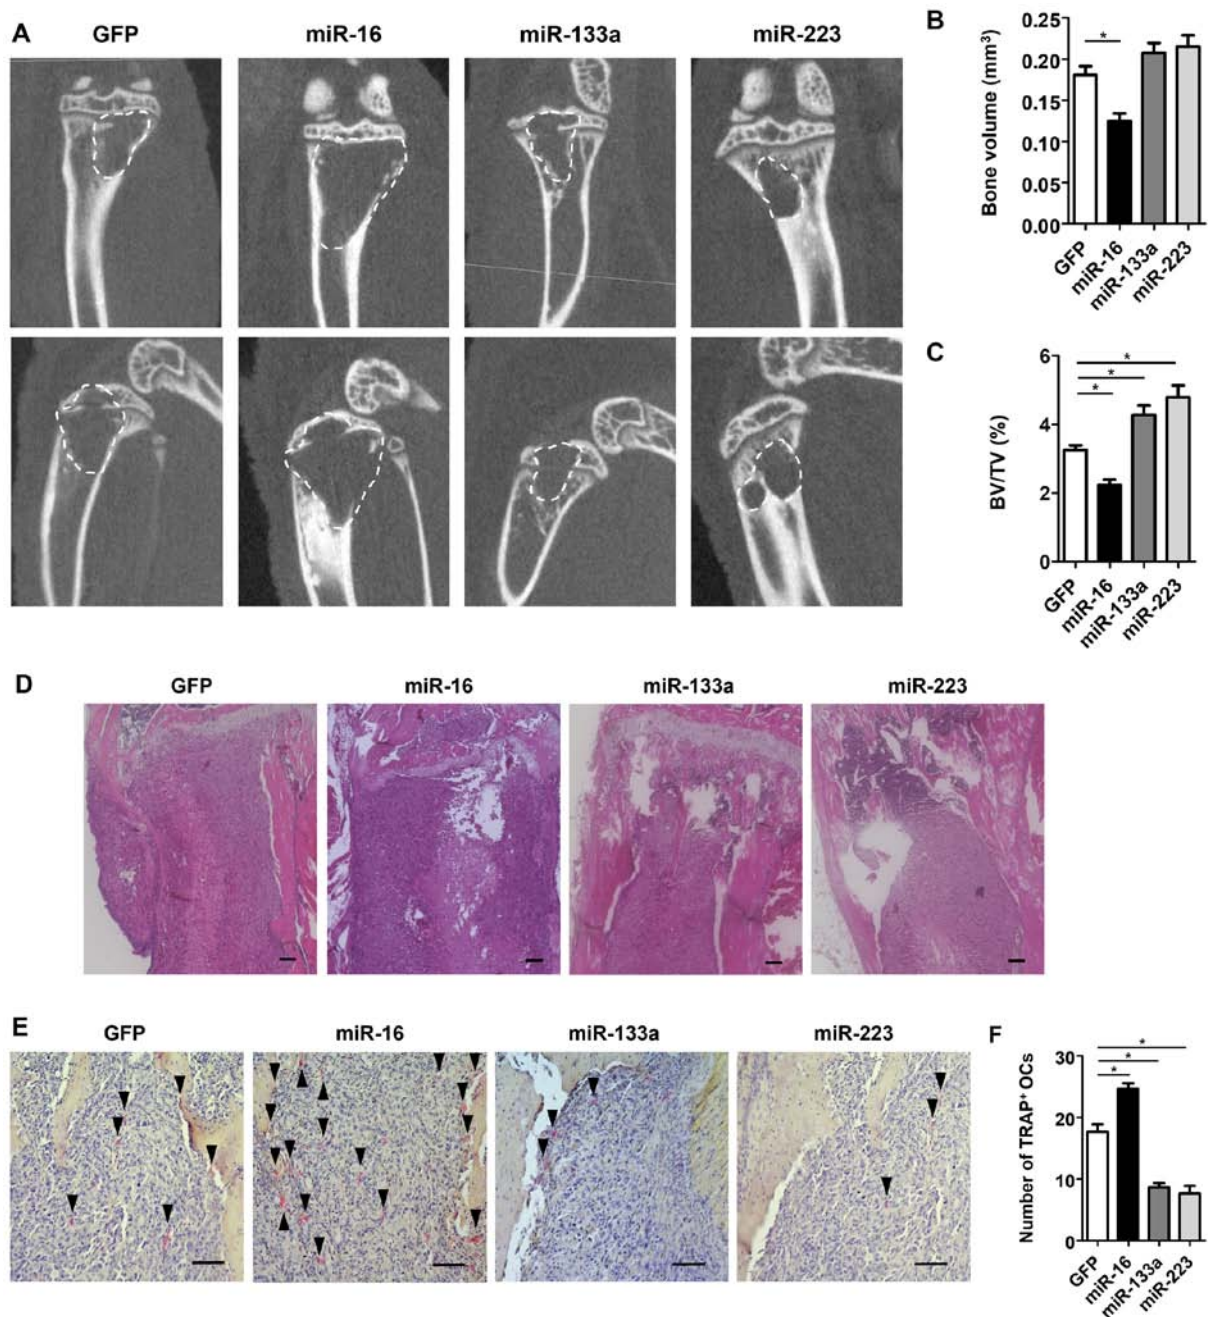 A
GFP
miR-16
miR-133a
miR-223
B
Bone volume (mm³)
0.25
0.20
0.15
0.10
0.05
0.00
*
GFP
miR-16
miR-133a
miR-223
C
BV/TV (%)
6
4
2
0
*
*
*
GFP
miR-16
miR-133a
miR-223
D
GFP
miR-16
miR-133a
miR-223
E
GFP
miR-16
miR-133a
miR-223
F
Number of TRAP⁺ OCs
30
20
10
0
*
*
*
GFP
miR-16
miR-133a
miR-223